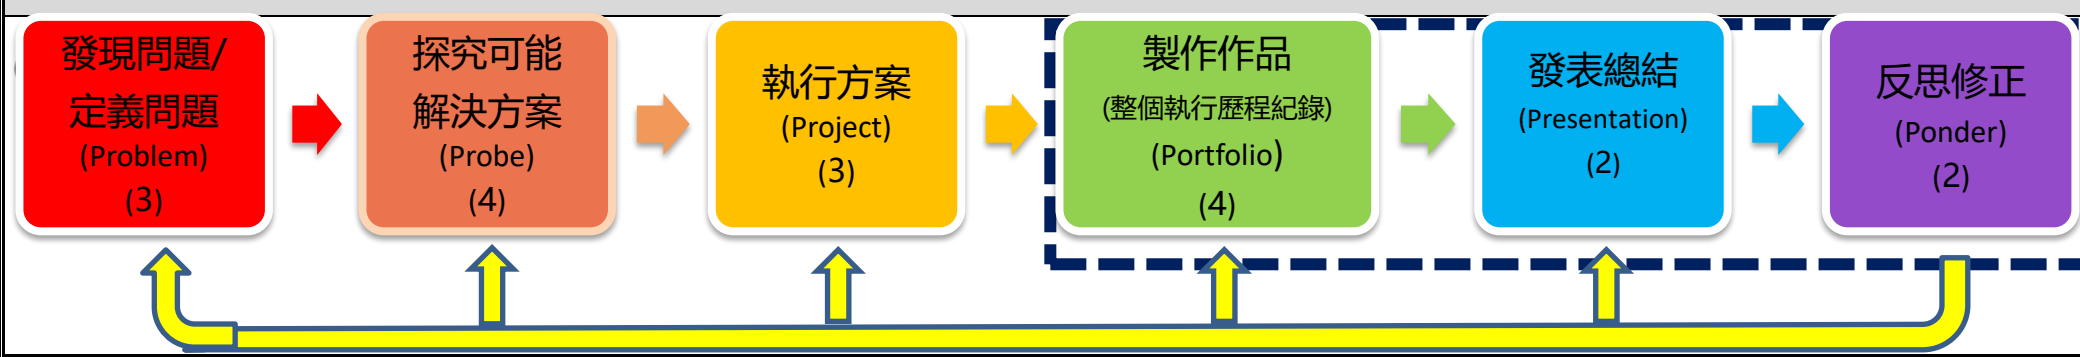 發現問題/
定義問題
(Problem)
(3)
探究可能
解決方案
(Probe)
(4)
執行方案
(Project)
(3)
製作作品
(整個執行歷程紀錄)
(Portfolio)
(4)
發表總結
(Presentation)
(2)
反思修正
(Ponder)
(2)